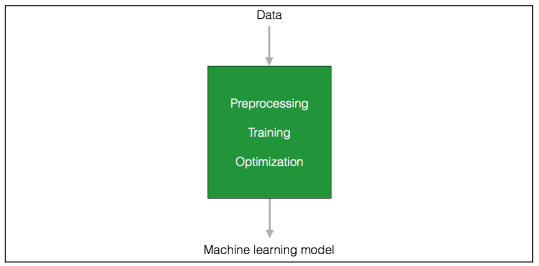 Data
Preprocessing
Training
Optimization
Machine learning model